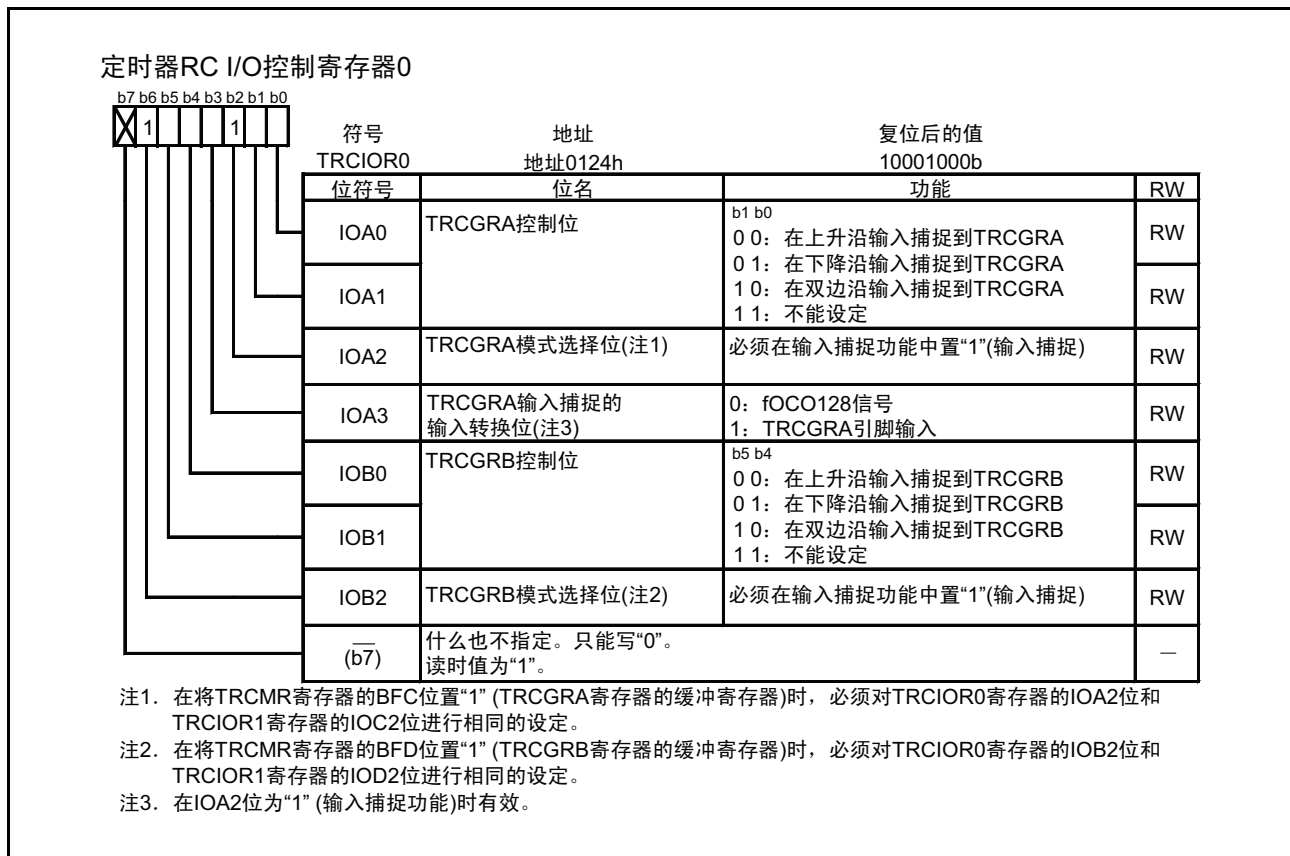 定时器RC I/O控制寄存器0
b7 b6 b5 b4 b3 b2 b1 b0
1 1
符号 地址 复位后的值
TRCIOR0 地址0124h 10001000b
位符号 位名 功能 RW
IOA0 TRCGRA控制位 b1 b0 RW
0 0：在上升沿输入捕捉到TRCGRA
0 1：在下降沿输入捕捉到TRCGRA
IOA1 1 0：在双边沿输入捕捉到TRCGRA RW
1 1：不能设定
IOA2 TRCGRA模式选择位(注1) 必须在输入捕捉功能中置“1”(输入捕捉) RW
IOA3 TRCGRA输入捕捉的 0：fOCO128信号 RW
输入转换位(注3) 1：TRCGRA引脚输入
IOB0 TRCGRB控制位 b5 b4 RW
0 0：在上升沿输入捕捉到TRCGRB
0 1：在下降沿输入捕捉到TRCGRB
IOB1 1 0：在双边沿输入捕捉到TRCGRB RW
1 1：不能设定
IOB2 TRCGRB模式选择位(注2) 必须在输入捕捉功能中置“1”(输入捕捉) RW
— 什么也不指定。只能写“0”。 —
(b7) 读时值为“1”。
注1. 在将TRCMR寄存器的BFC位置“1” (TRCGRA寄存器的缓冲寄存器)时，必须对TRCIOR0寄存器的IOA2位和
TRCIOR1寄存器的IOC2位进行相同的设定。
注2. 在将TRCMR寄存器的BFD位置“1” (TRCGRB寄存器的缓冲寄存器)时，必须对TRCIOR0寄存器的IOB2位和
TRCIOR1寄存器的IOD2位进行相同的设定。
注3. 在IOA2位为“1” (输入捕捉功能)时有效。